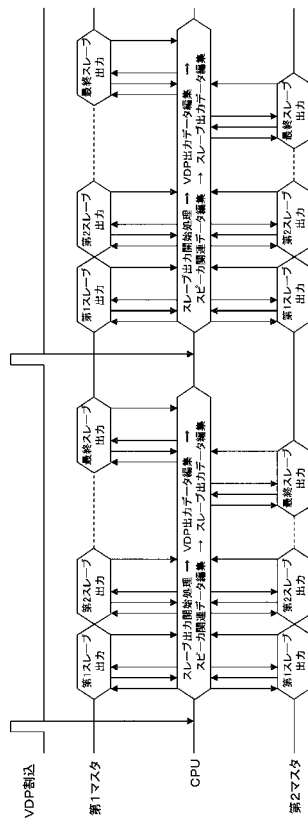 VDP割込
第1マスタ
第1スレーブ
出力
第2スレーブ
出力
最終スレーブ
出力
第1スレーブ
出力
第2スレーブ
出力
最終スレーブ
出力
CPU
スレーブ出力開始処理 → VDP出力データ編集 →
スピーカ関連データ編集 → スレーブ出力データ編集
スレーブ出力開始処理 → VDP出力データ編集 →
スピーカ関連データ編集 → スレーブ出力データ編集
第2マスタ
第1スレーブ
出力
第2スレーブ
出力
最終スレーブ
出力
第1スレーブ
出力
第2スレーブ
出力
最終スレーブ
出力